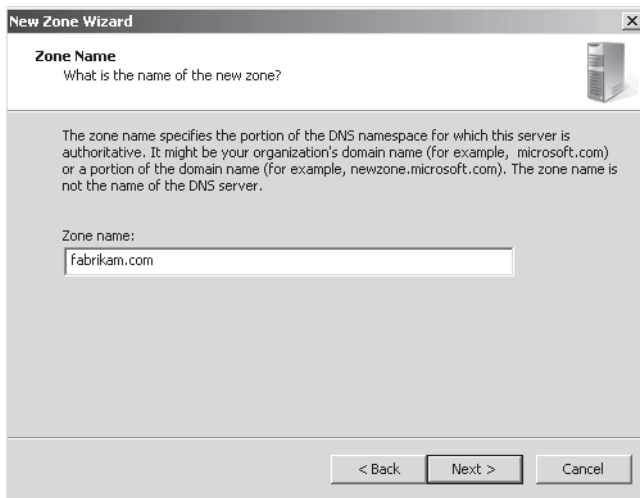 New Zone Wizard
Zone Name
What is the name of the new zone?
The zone name specifies the portion of the DNS namespace for which this server is
authoritative. It might be your organization's domain name (for example, microsoft.com)
or a portion of the domain name (for example, newzone.microsoft.com). The zone name is
not the name of the DNS server.
Zone name:
fabrikam.com
< Back
Next >
Cancel